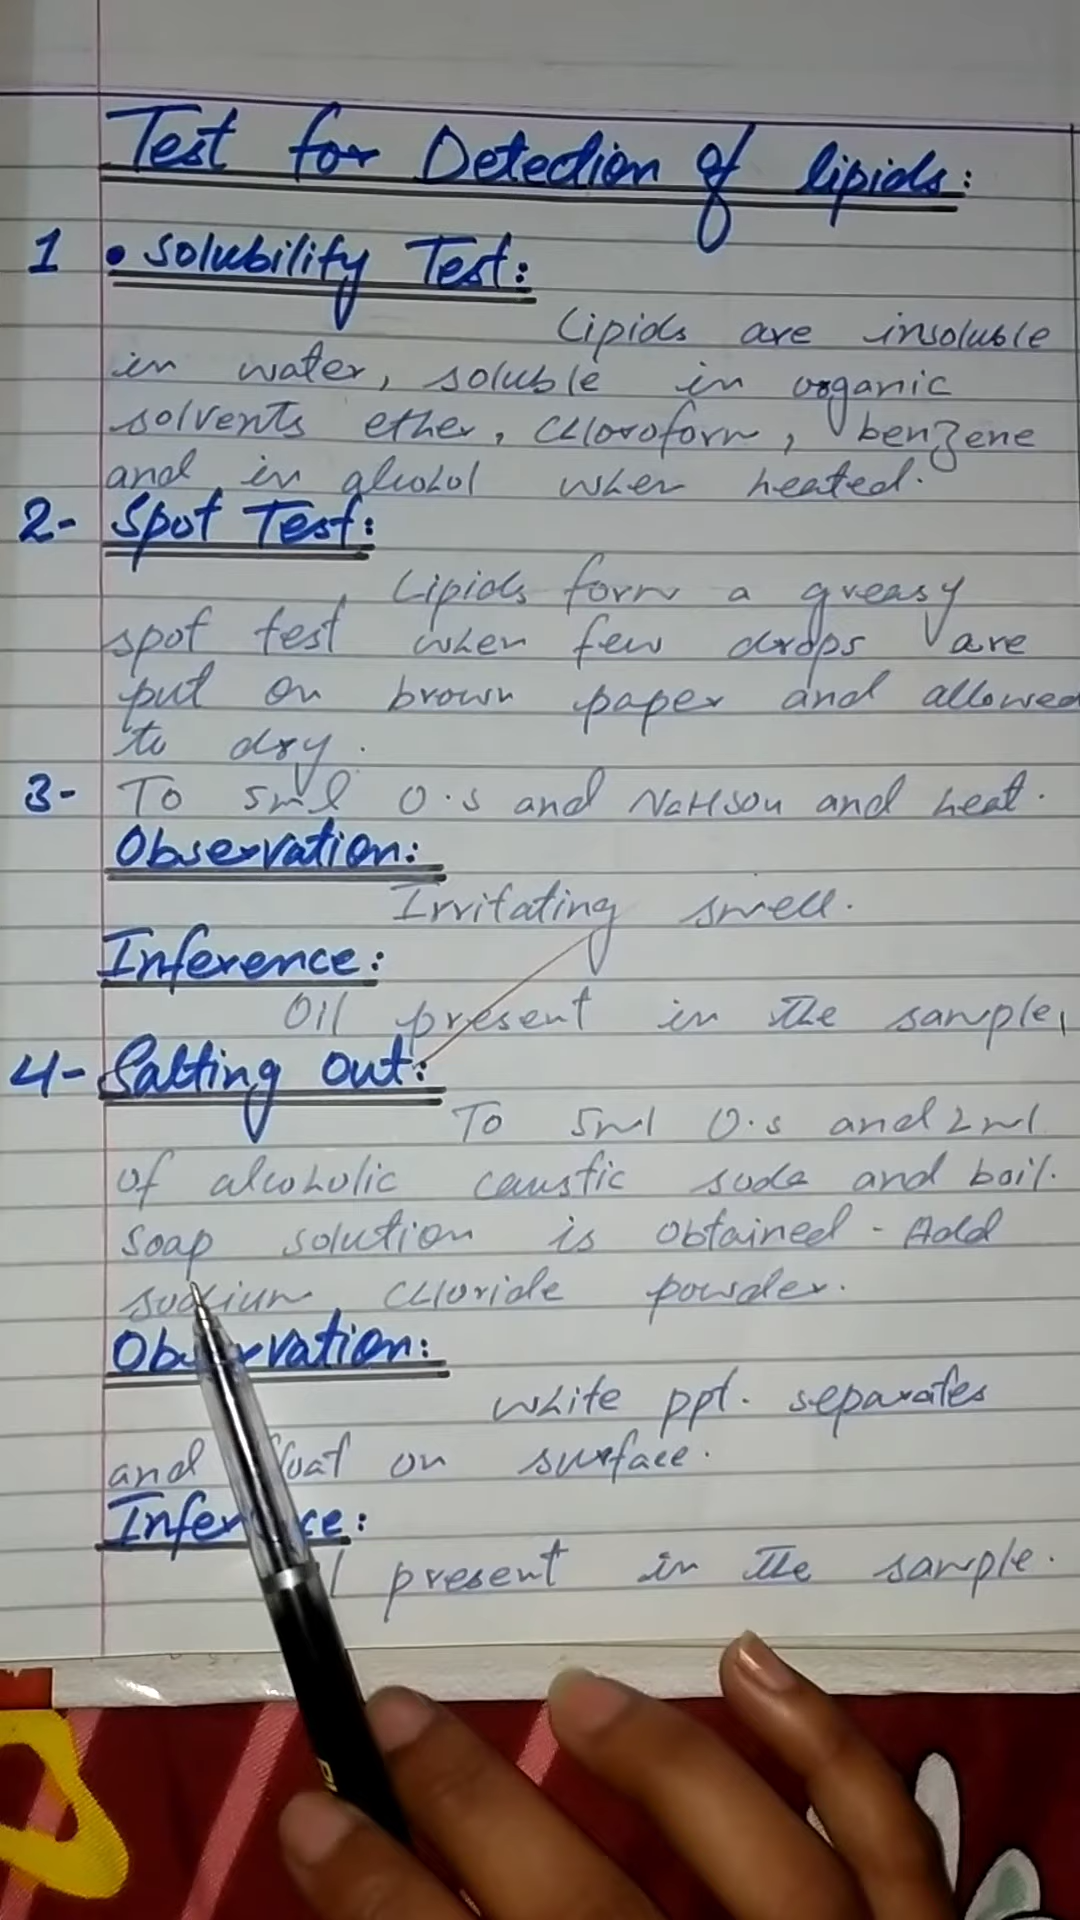 Test for Detection of lipids:
1 • Solubility Test:
Lipids are insoluble
in water, soluble in organic
solvents ether, chloroform, benzene
and in alcohol when heated.
2- Spot Test:
Lipids form a greasy
spot test when few drops are
put on brown paper and allowed
to dry.
3- To 5ml O.S and NaHSO4 and heat.
Observation:
Irritating smell.
Inference:
Oil present in the sample,
4- Salting out:
To 5ml O.S and 2ml
of alcoholic caustic soda and boil.
Soap solution is obtained - Add
sodium chloride powder.
Observation:
white ppt. separates
and on surface.
Inference:
present in the sample.